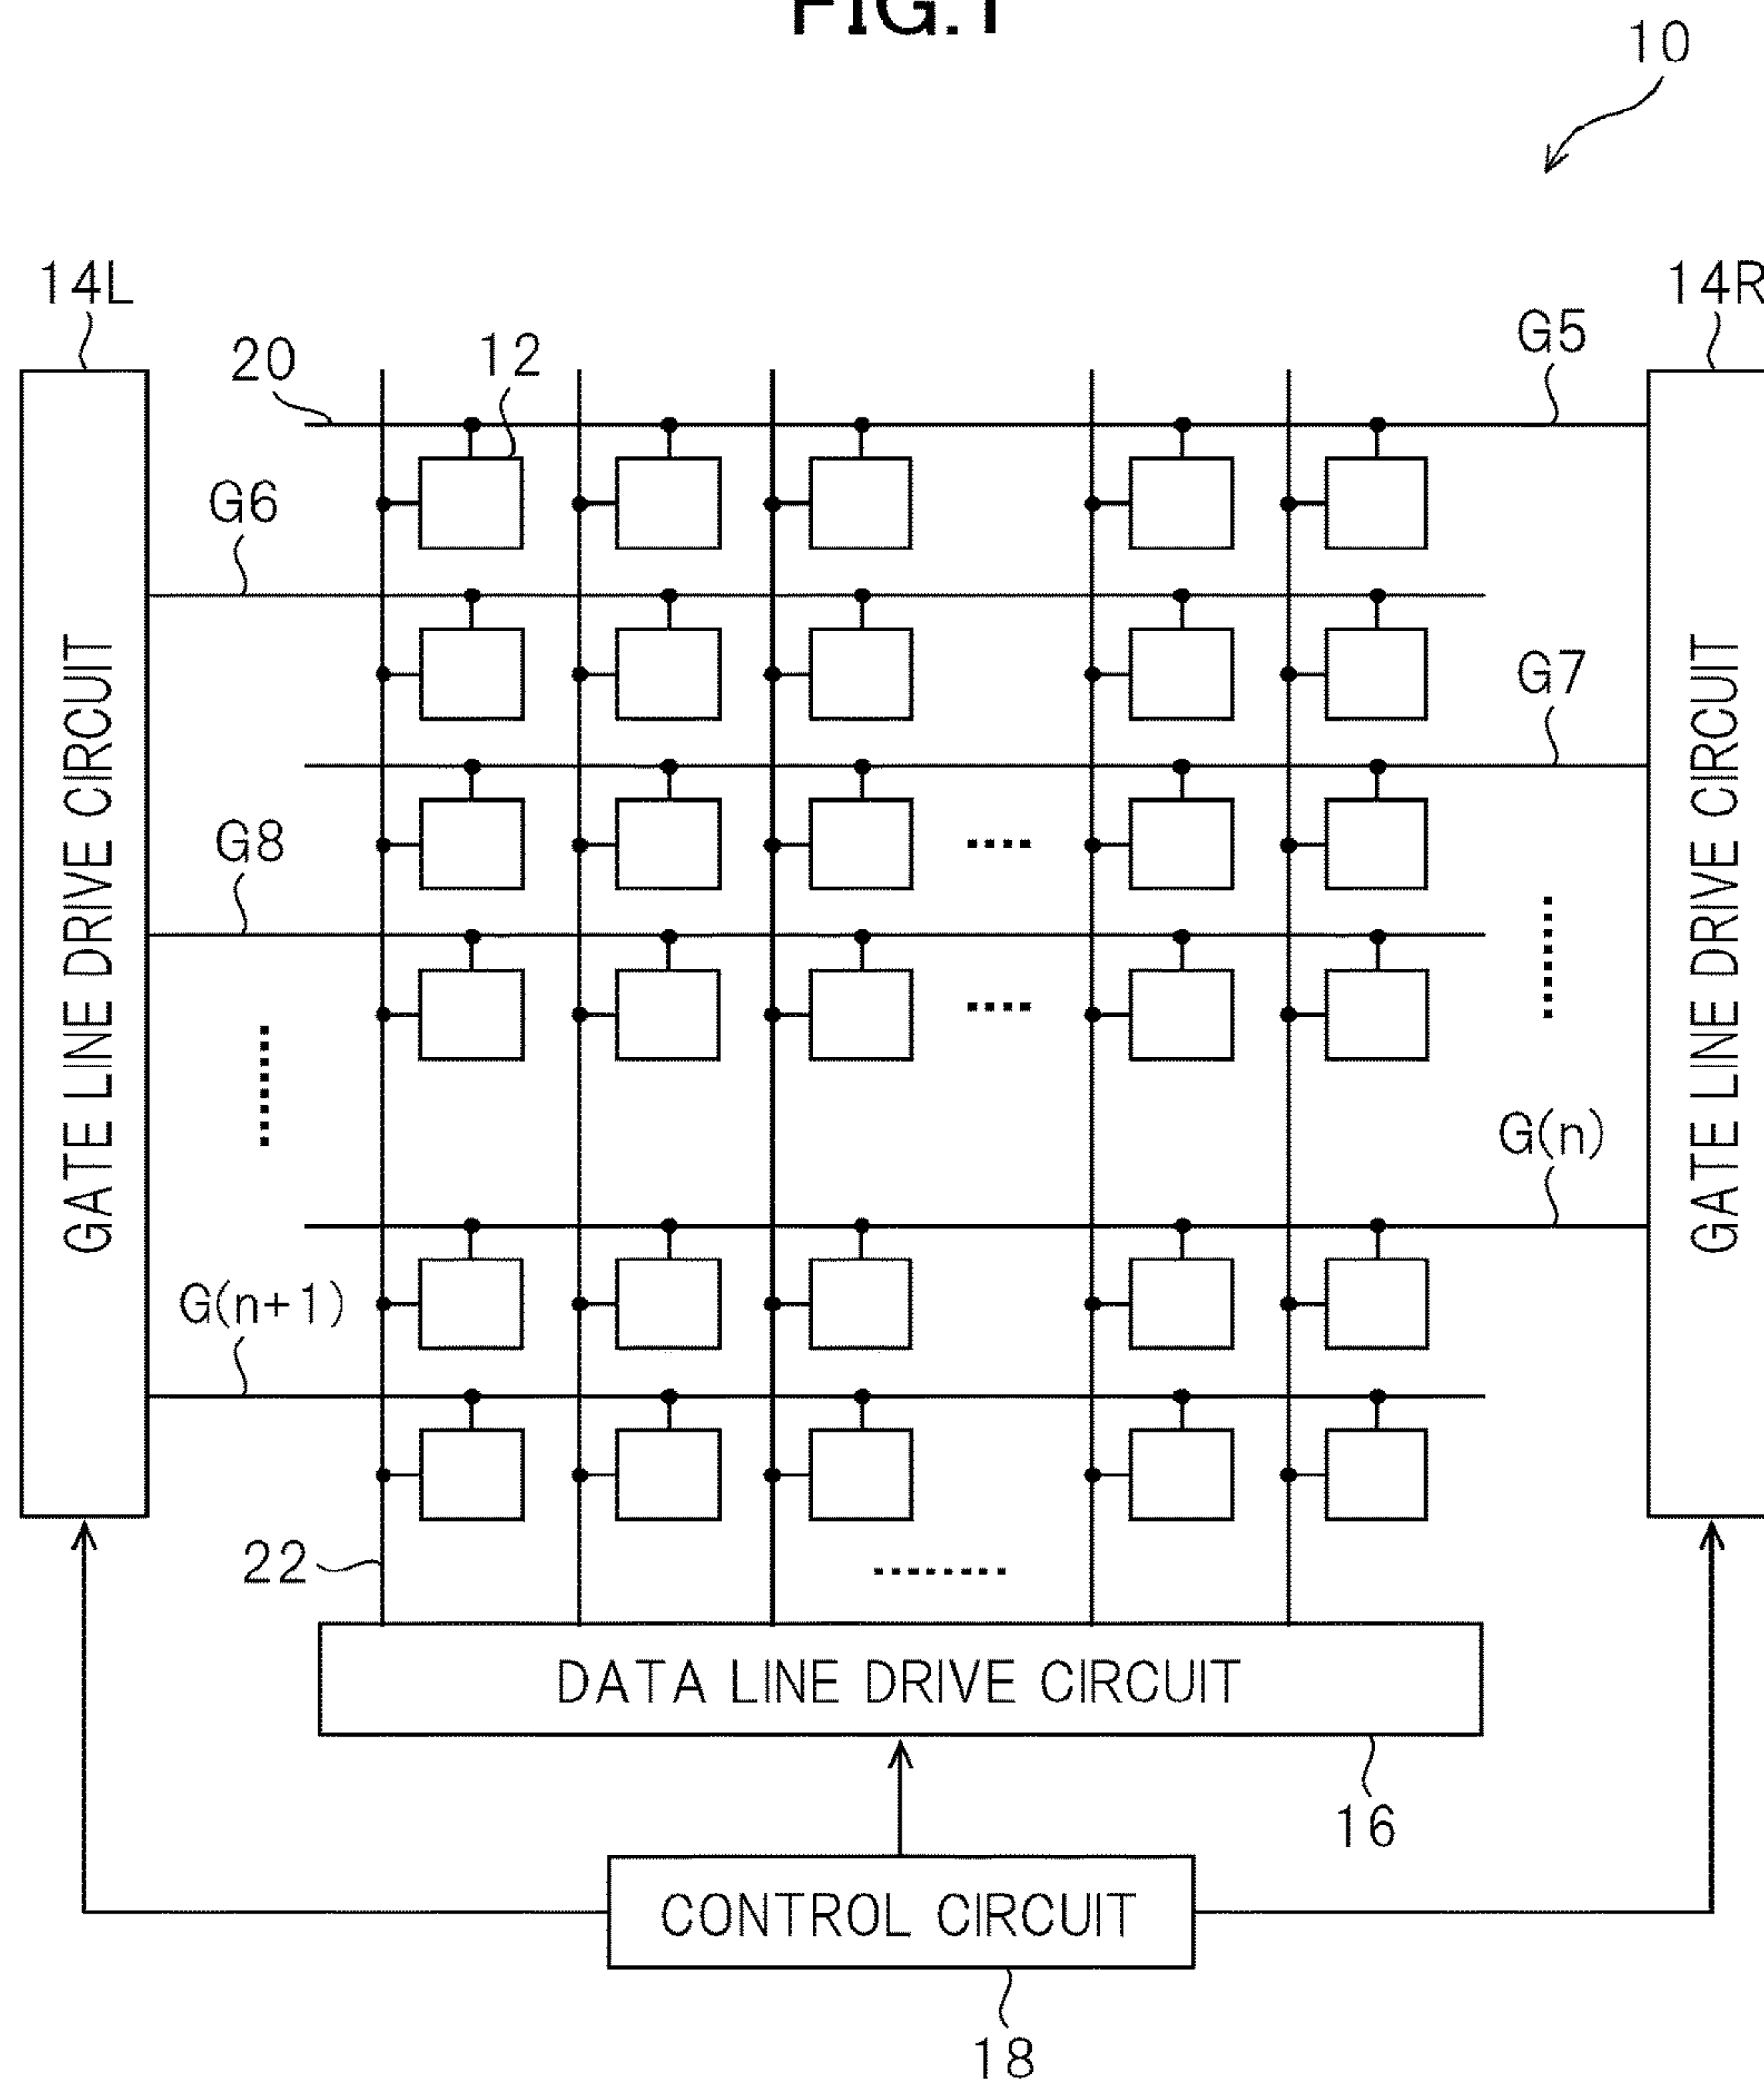 FIG.1
10
14L
14R
G5
20
12
G6
G7
G8
GATE LINE DRIVE CIRCUIT
GATE LINE DRIVE CIRCUIT
G(n)
G(n+1)
22
DATA LINE DRIVE CIRCUIT
16
CONTROL CIRCUIT
18